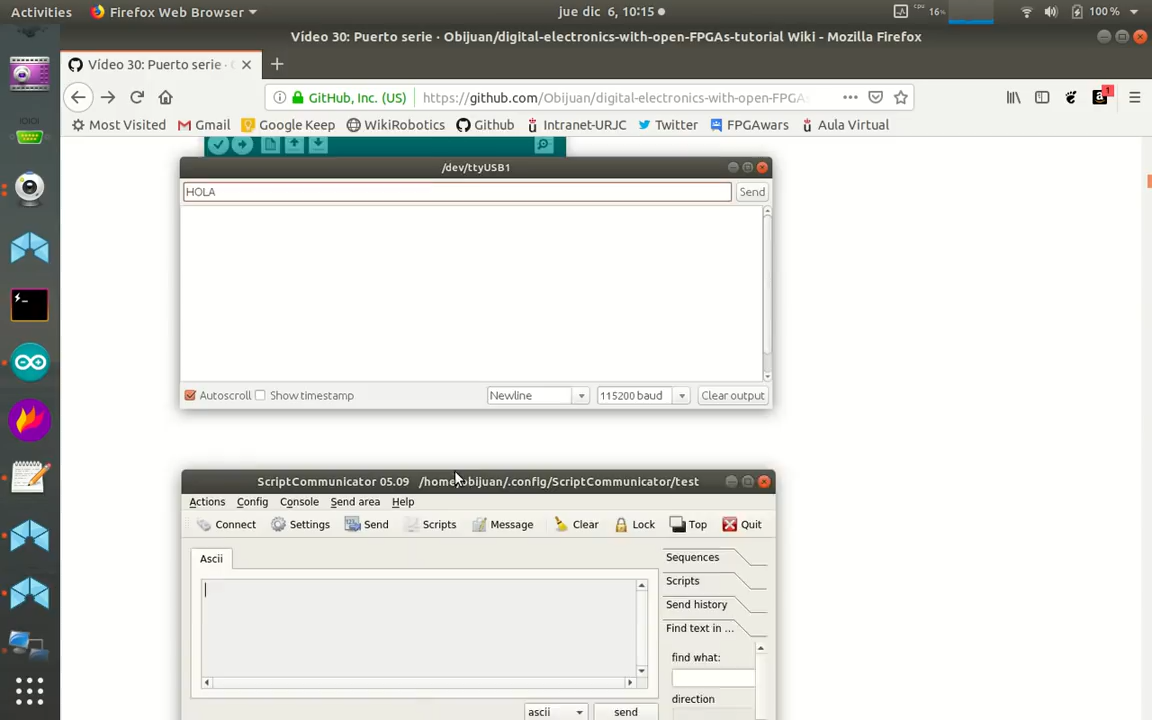 Activities Firefox Web Browser jue dic 6, 10:15 cpu 16% 100 %
Vídeo 30: Puerto serie · Obijuan/digital-electronics-with-open-FPGAs-tutorial Wiki - Mozilla Firefox
Vídeo 30: Puerto serie ·
GitHub, Inc. (US) https://github.com/Obijuan/digital-electronics-with-open-FPGAs 1
Most Visited Gmail Google Keep WikiRobotics Github Intranet-URJC Twitter FPGAwars Aula Virtual
/dev/ttyUSB1
HOLA Send
Autoscroll Show timestamp Newline 115200 baud Clear output
ScriptCommunicator 05.09 /home/obijuan/.config/ScriptCommunicator/test
Actions Config Console Send area Help
Connect Settings Send Scripts Message Clear Lock Top Quit
Ascii
Sequences
Scripts
Send history
Find text in ...
find what:
direction
ascii send